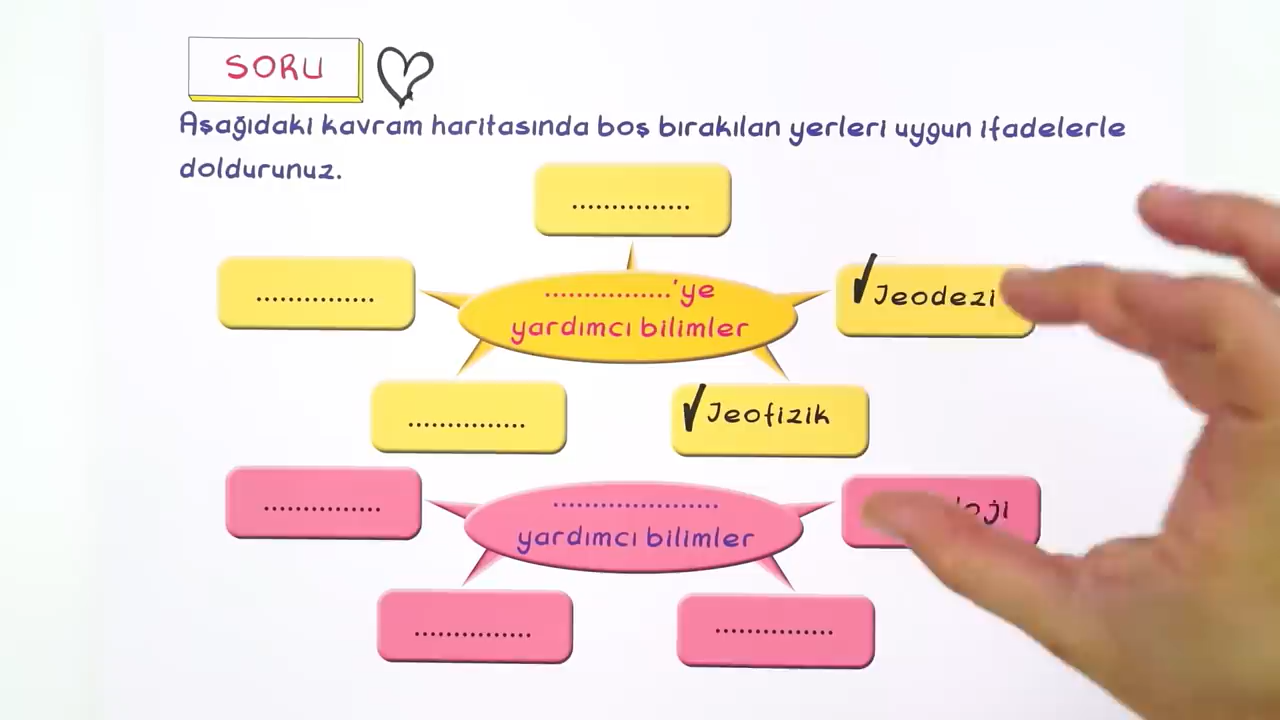 SORU
Aşağıdaki kavram haritasında boş bırakılan yerleri uygun ifadelerle
doldurunuz.
...............
...............
................'ye
yardımcı bilimler
Jeodezi
...............
Jeofizik
...............
.....................
yardımcı bilimler
...............
...............